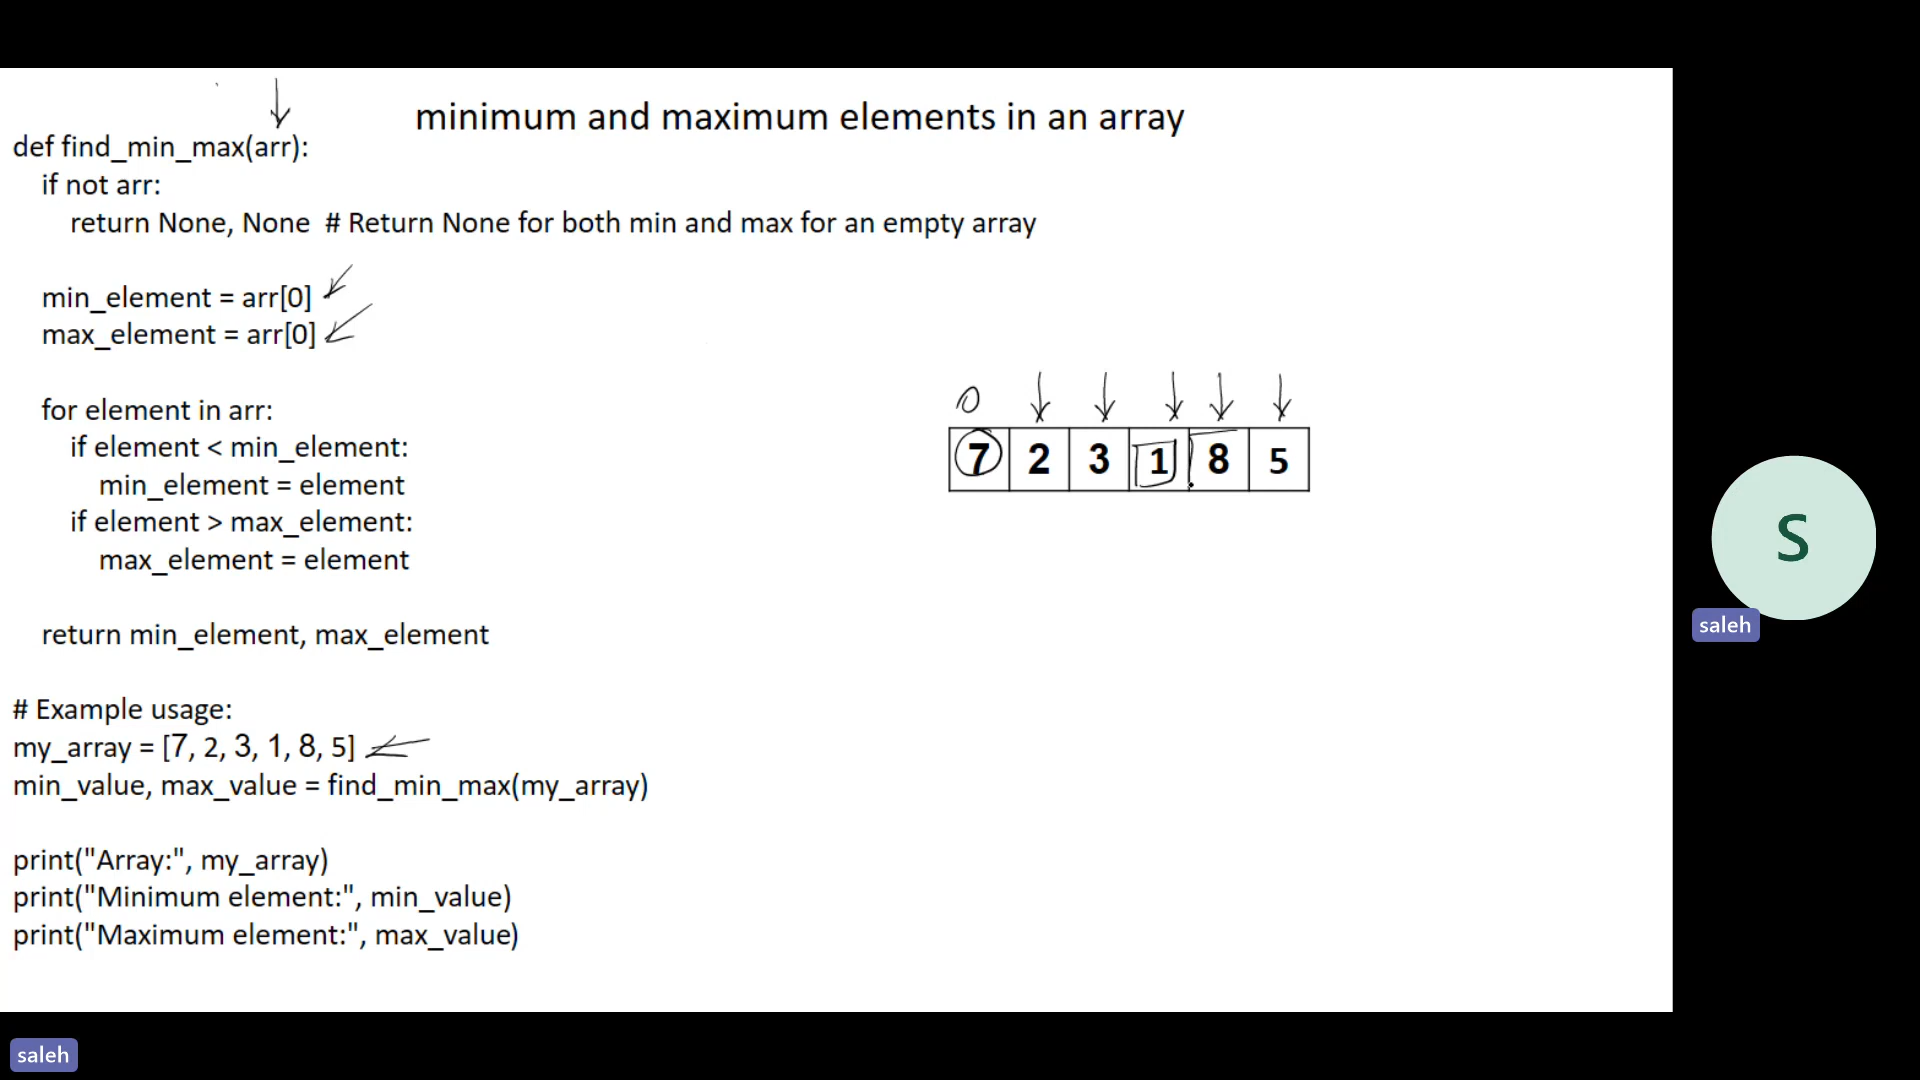 minimum and maximum elements in an array
def find_min_max(arr):
    if not arr:
        return None, None  # Return None for both min and max for an empty array

    min_element = arr[0]
    max_element = arr[0]

    for element in arr:
        if element < min_element:
            min_element = element
        if element > max_element:
            max_element = element

    return min_element, max_element

# Example usage:
my_array = [7, 2, 3, 1, 8, 5]
min_value, max_value = find_min_max(my_array)

print("Array:", my_array)
print("Minimum element:", min_value)
print("Maximum element:", max_value)
0
7 2 3 1 8 5
S
saleh
saleh